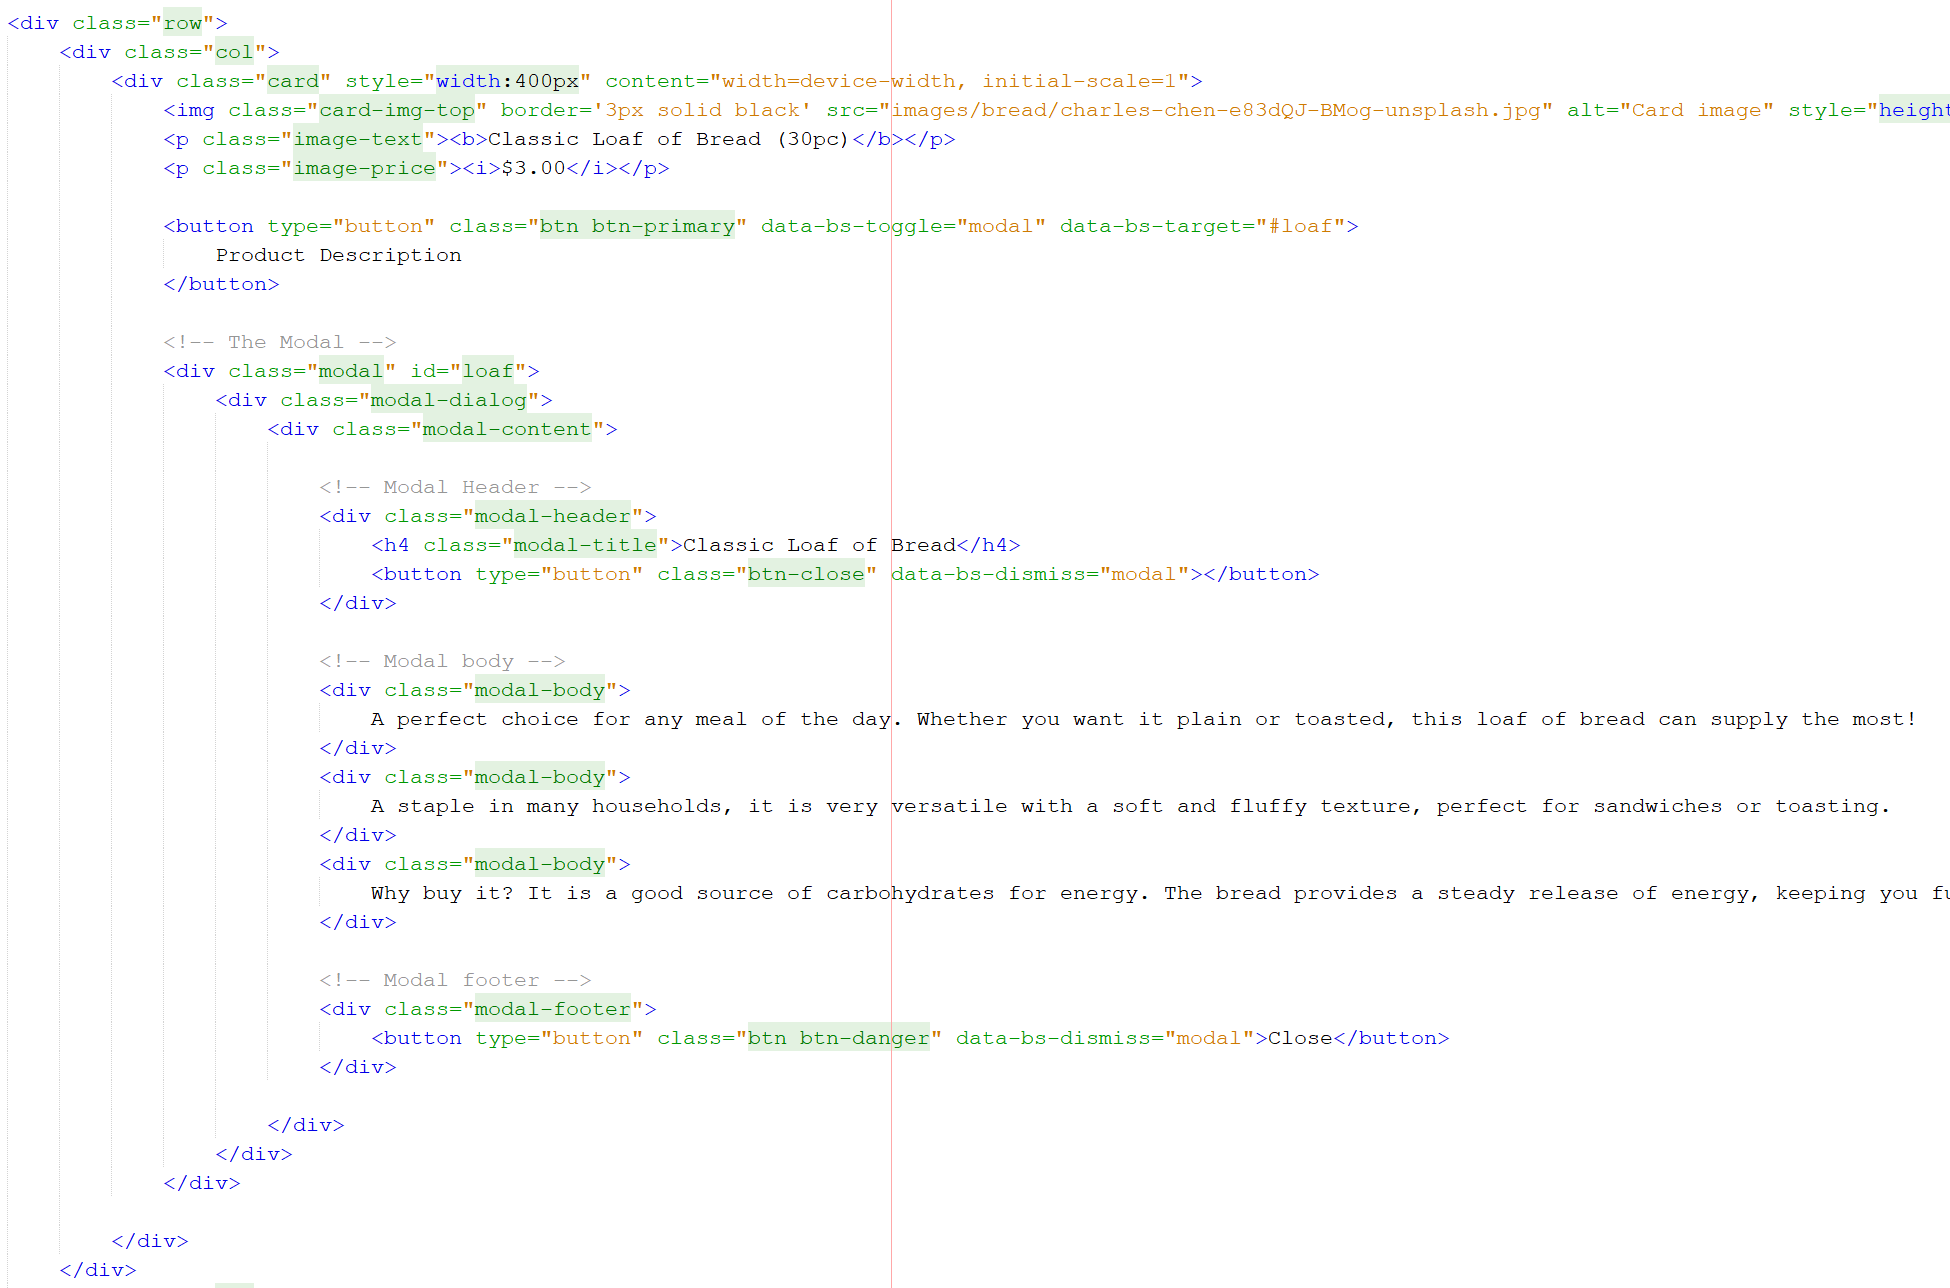 <div class="row">
<div class="col">
<div class="card" style="width:400px" content="width=device-width, initial-scale=1">
<img class="card-img-top" border='3px solid black' src="images/bread/charles-chen-e83dQJ-BMog-unsplash.jpg" alt="Card image" style="height
<p class="image-text"><b>Classic Loaf of Bread (30pc)</b></p>
<p class="image-price"><i>$3.00</i></p>
<button type="button" class="btn btn-primary" data-bs-toggle="modal" data-bs-target="#loaf">
Product Description
</button>
<!-- The Modal -->
<div class="modal" id="loaf">
<div class="modal-dialog">
<div class="modal-content">
<!-- Modal Header -->
<div class="modal-header">
<h4 class="modal-title">Classic Loaf of Bread</h4>
<button type="button" class="btn-close" data-bs-dismiss="modal"></button>
</div>
<!-- Modal body -->
<div class="modal-body">
A perfect choice for any meal of the day. Whether you want it plain or toasted, this loaf of bread can supply the most!
</div>
<div class="modal-body">
A staple in many households, it is very versatile with a soft and fluffy texture, perfect for sandwiches or toasting.
</div>
<div class="modal-body">
Why buy it? It is a good source of carbohydrates for energy. The bread provides a steady release of energy, keeping you
</div>
<!-- Modal footer -->
<div class="modal-footer">
<button type="button" class="btn btn-danger" data-bs-dismiss="modal">Close</button>
</div>
</div>
</div>
</div>
</div>
</div>